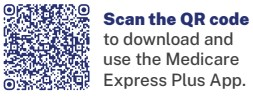 Scan the QR code
to download and
use the Medicare
Express Plus App.